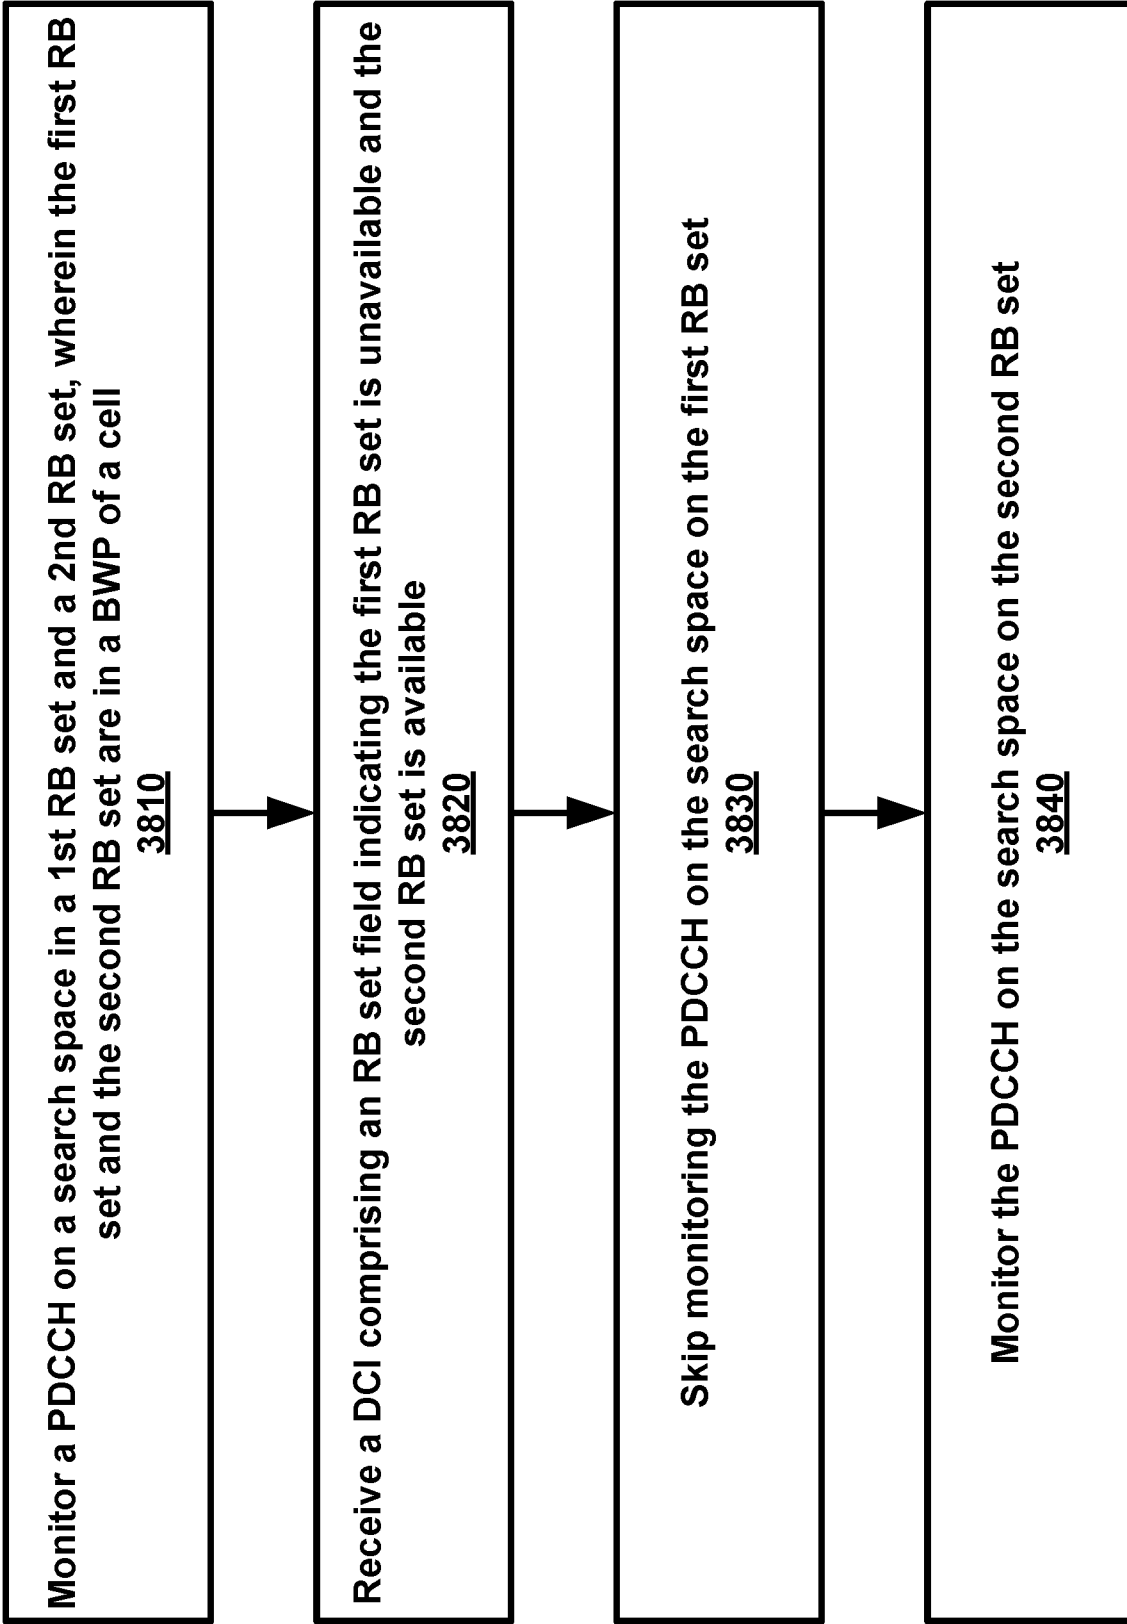 Monitor a PDCCH on a search space in a 1st RB set and a 2nd RB set, wherein the first RB
set and the second RB set are in a BWP of a cell
3810
Receive a DCI comprising an RB set field indicating the first RB set is unavailable and the
second RB set is available
3820
Skip monitoring the PDCCH on the search space on the first RB set
3830
Monitor the PDCCH on the search space on the second RB set
3840